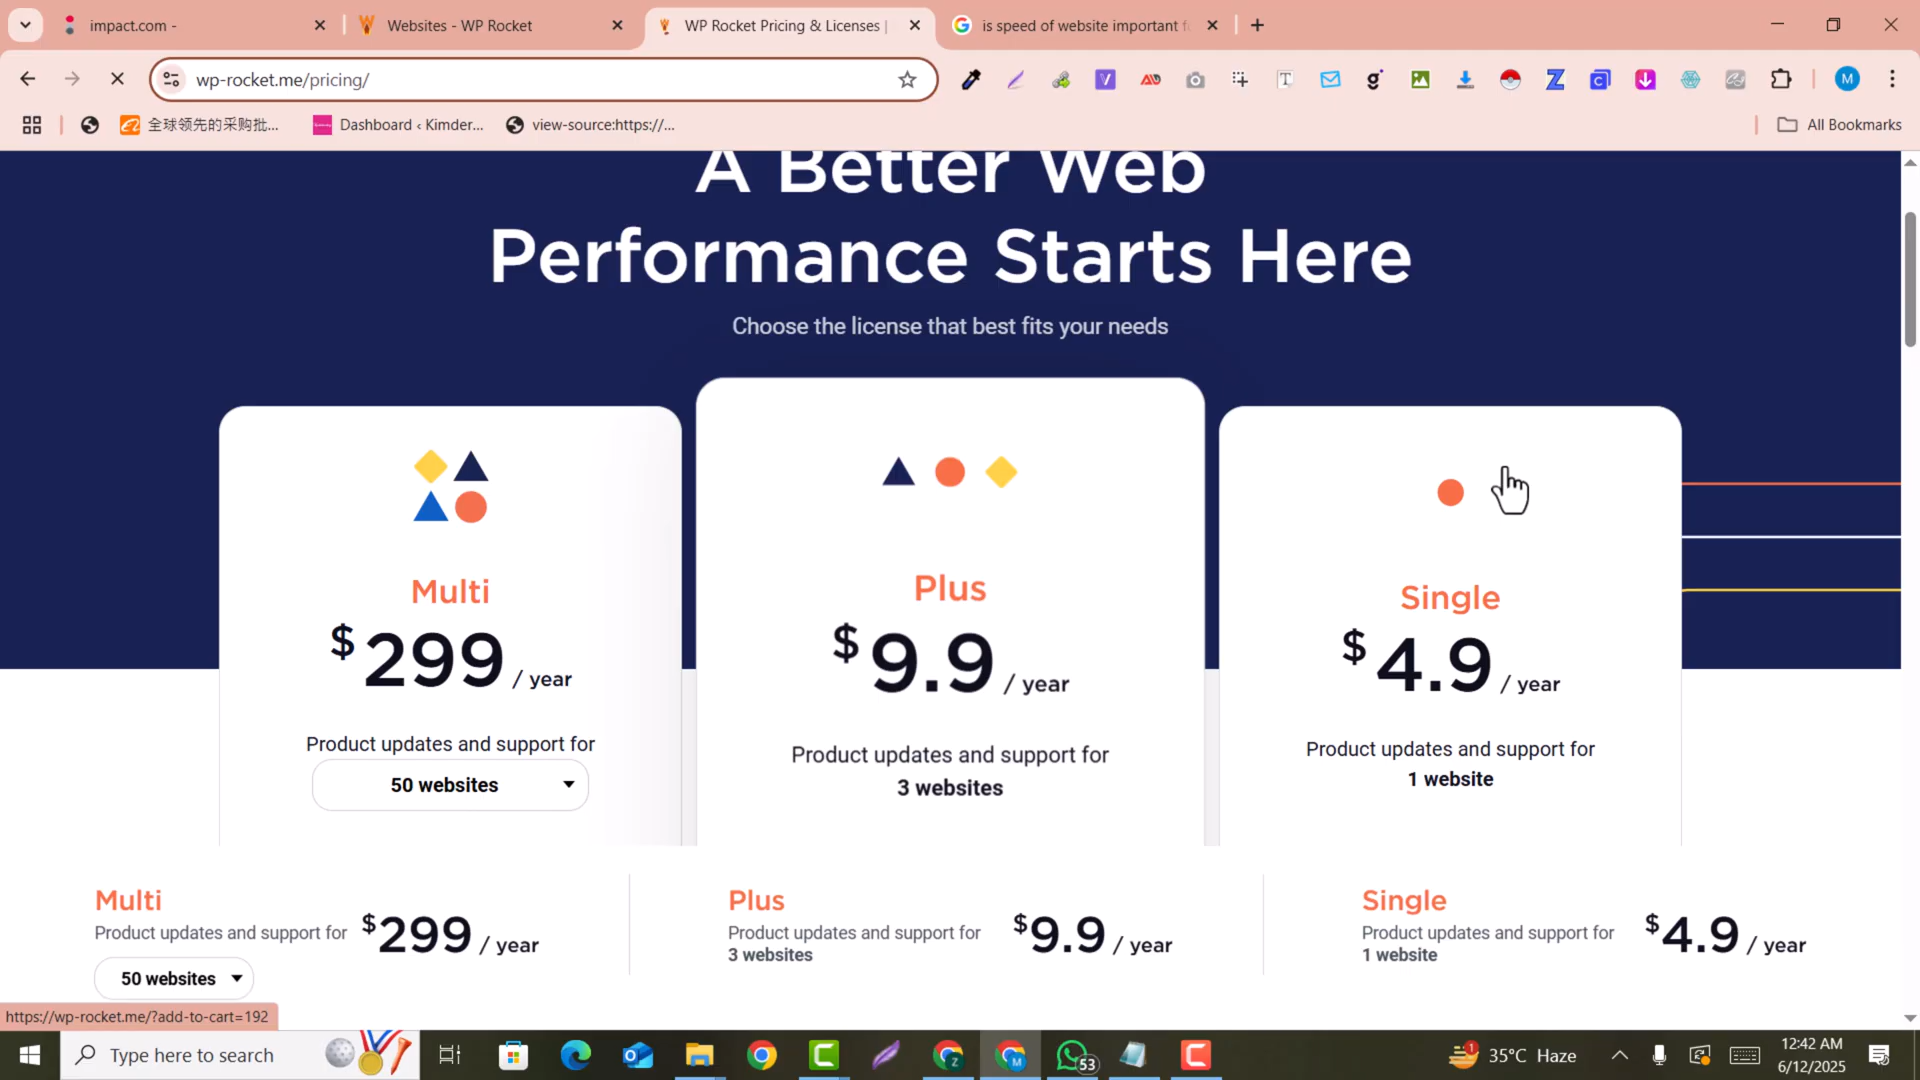 impact.com -
Websites - WP Rocket
WP Rocket Pricing & Licenses |
is speed of website important f
wp-rocket.me/pricing/
M
全球领先的采购批...
Dashboard ‹ Kimder...
view-source:https://...
All Bookmarks
A Better Web
Performance Starts Here
Choose the license that best fits your needs
Multi
$299 / year
Product updates and support for
50 websites
Plus
$9.9 / year
Product updates and support for
3 websites
Single
$4.9 / year
Product updates and support for
1 website
Multi
Product updates and support for
50 websites
$299 / year
Plus
Product updates and support for
3 websites
$9.9 / year
Single
Product updates and support for
1 website
$4.9 / year
https://wp-rocket.me/?add-to-cart=192
Type here to search
53
1
35°C Haze
12:42 AM
6/12/2025